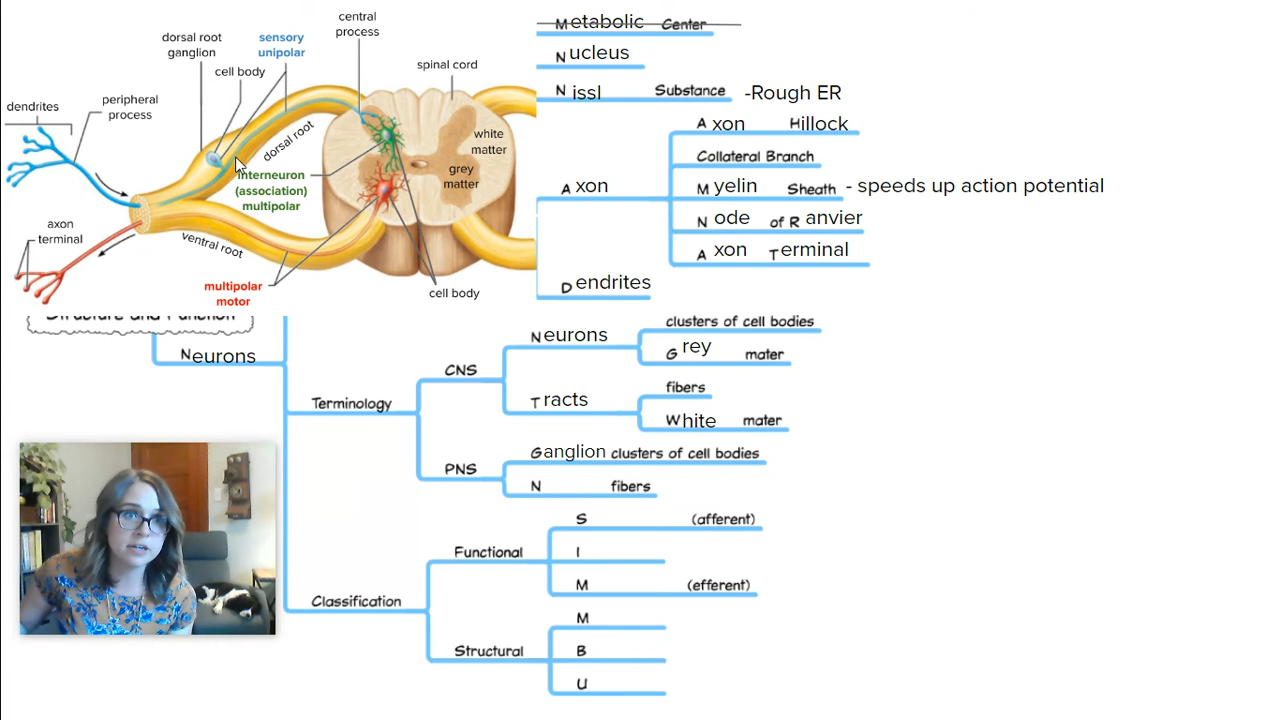 central
process
dorsal root
ganglion
sensory
unipolar
cell body
spinal cord
dendrites
peripheral
process
dorsal root
white
matter
interneuron
(association)
multipolar
grey
matter
axon
terminal
ventral root
multipolar
motor
cell body
Metabolic Center
Nucleus
Nissl Substance -Rough ER
Axon Hillock
Collateral Branch
Axon
Myelin Sheath - speeds up action potential
Node of Ranvier
Axon Terminal
Dendrites
Structure and Function
Neurons
Terminology
CNS
Neurons
clusters of cell bodies
Grey mater
Tracts
fibers
White mater
PNS
Ganglion clusters of cell bodies
N fibers
Classification
Functional
S (afferent)
I
M (efferent)
Structural
M
B
U